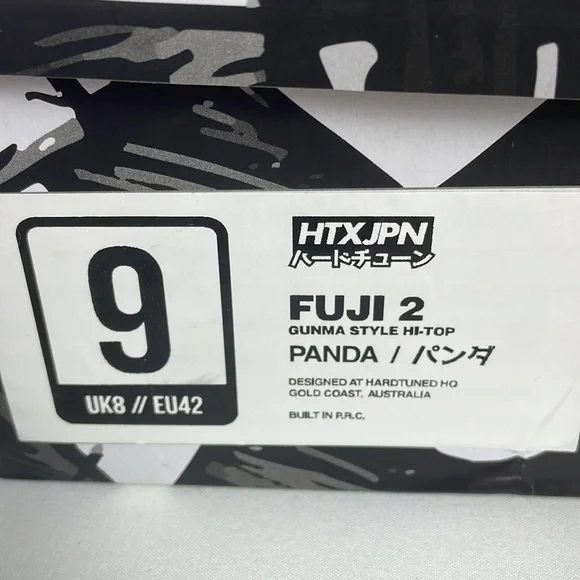 9
UK8 // EU42
HTXJPN
ハードチューン
FUJI 2
GUNMA STYLE HI-TOP
PANDA / パンダ
DESIGNED AT HARDTUNED HQ
GOLD COAST, AUSTRALIA
BUILT IN P.R.C.